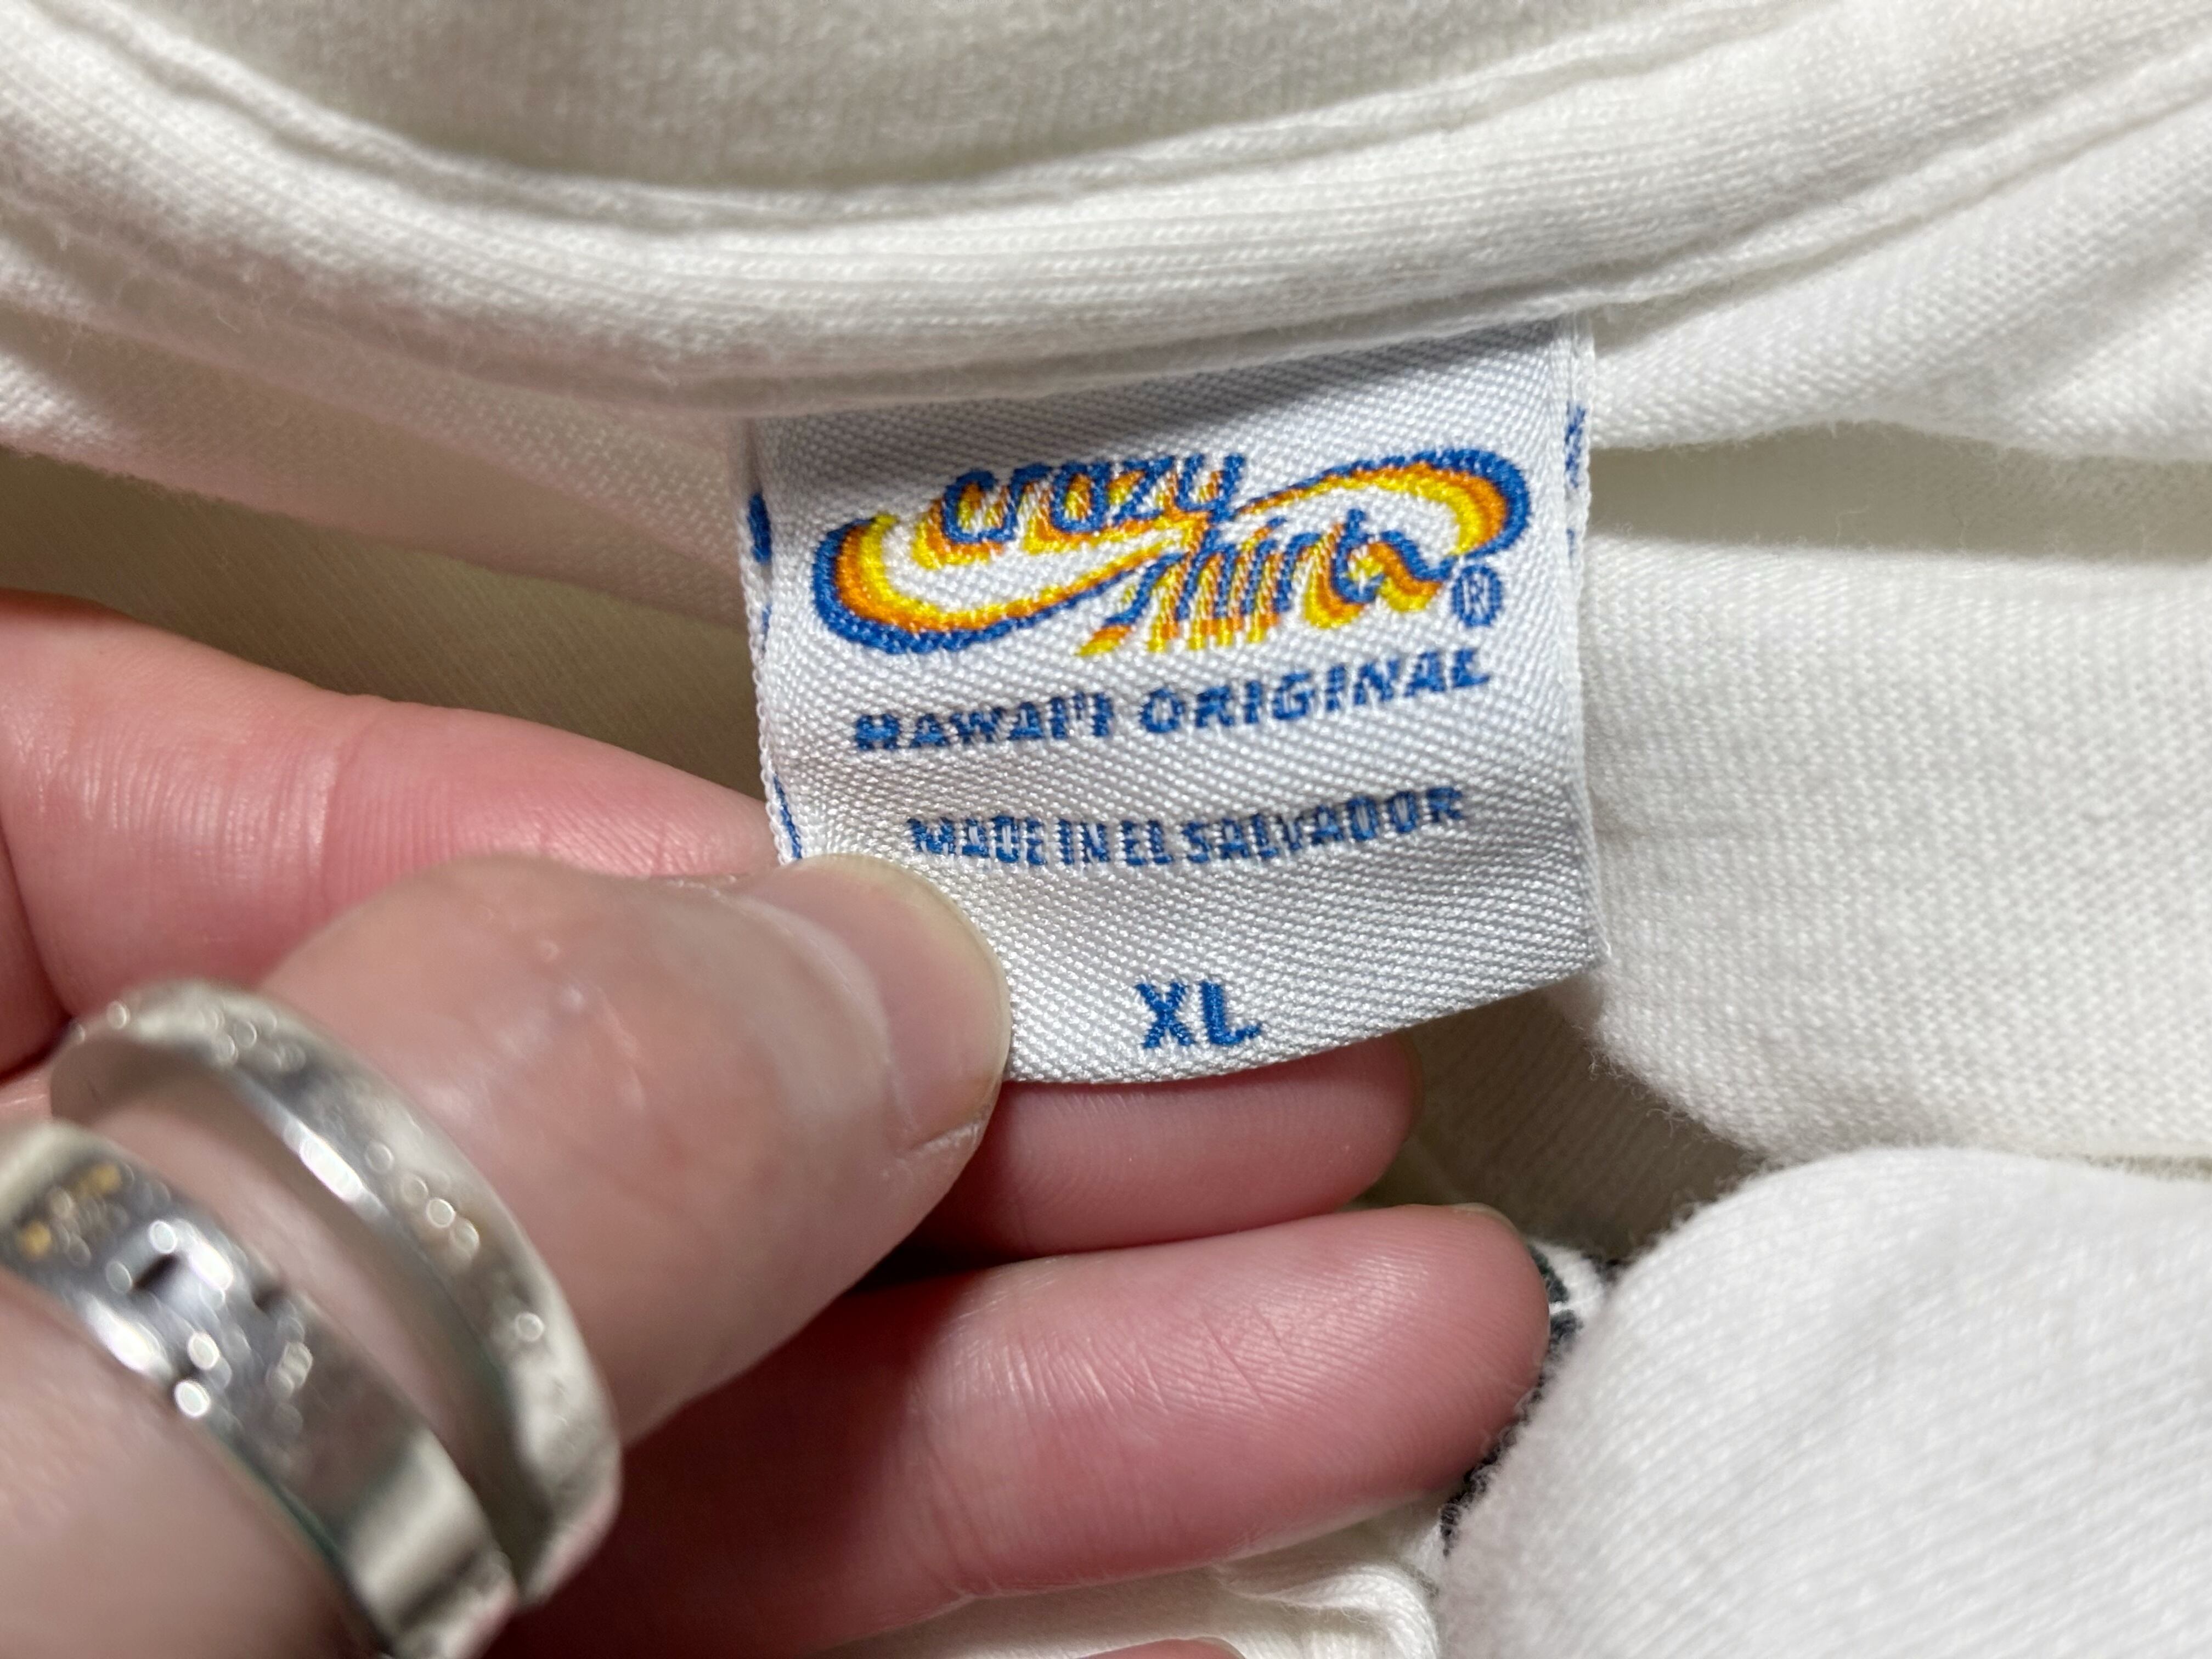 crazy
shirts®
HAWAI'I ORIGINAL
MADE IN EL SALVADOR
XL